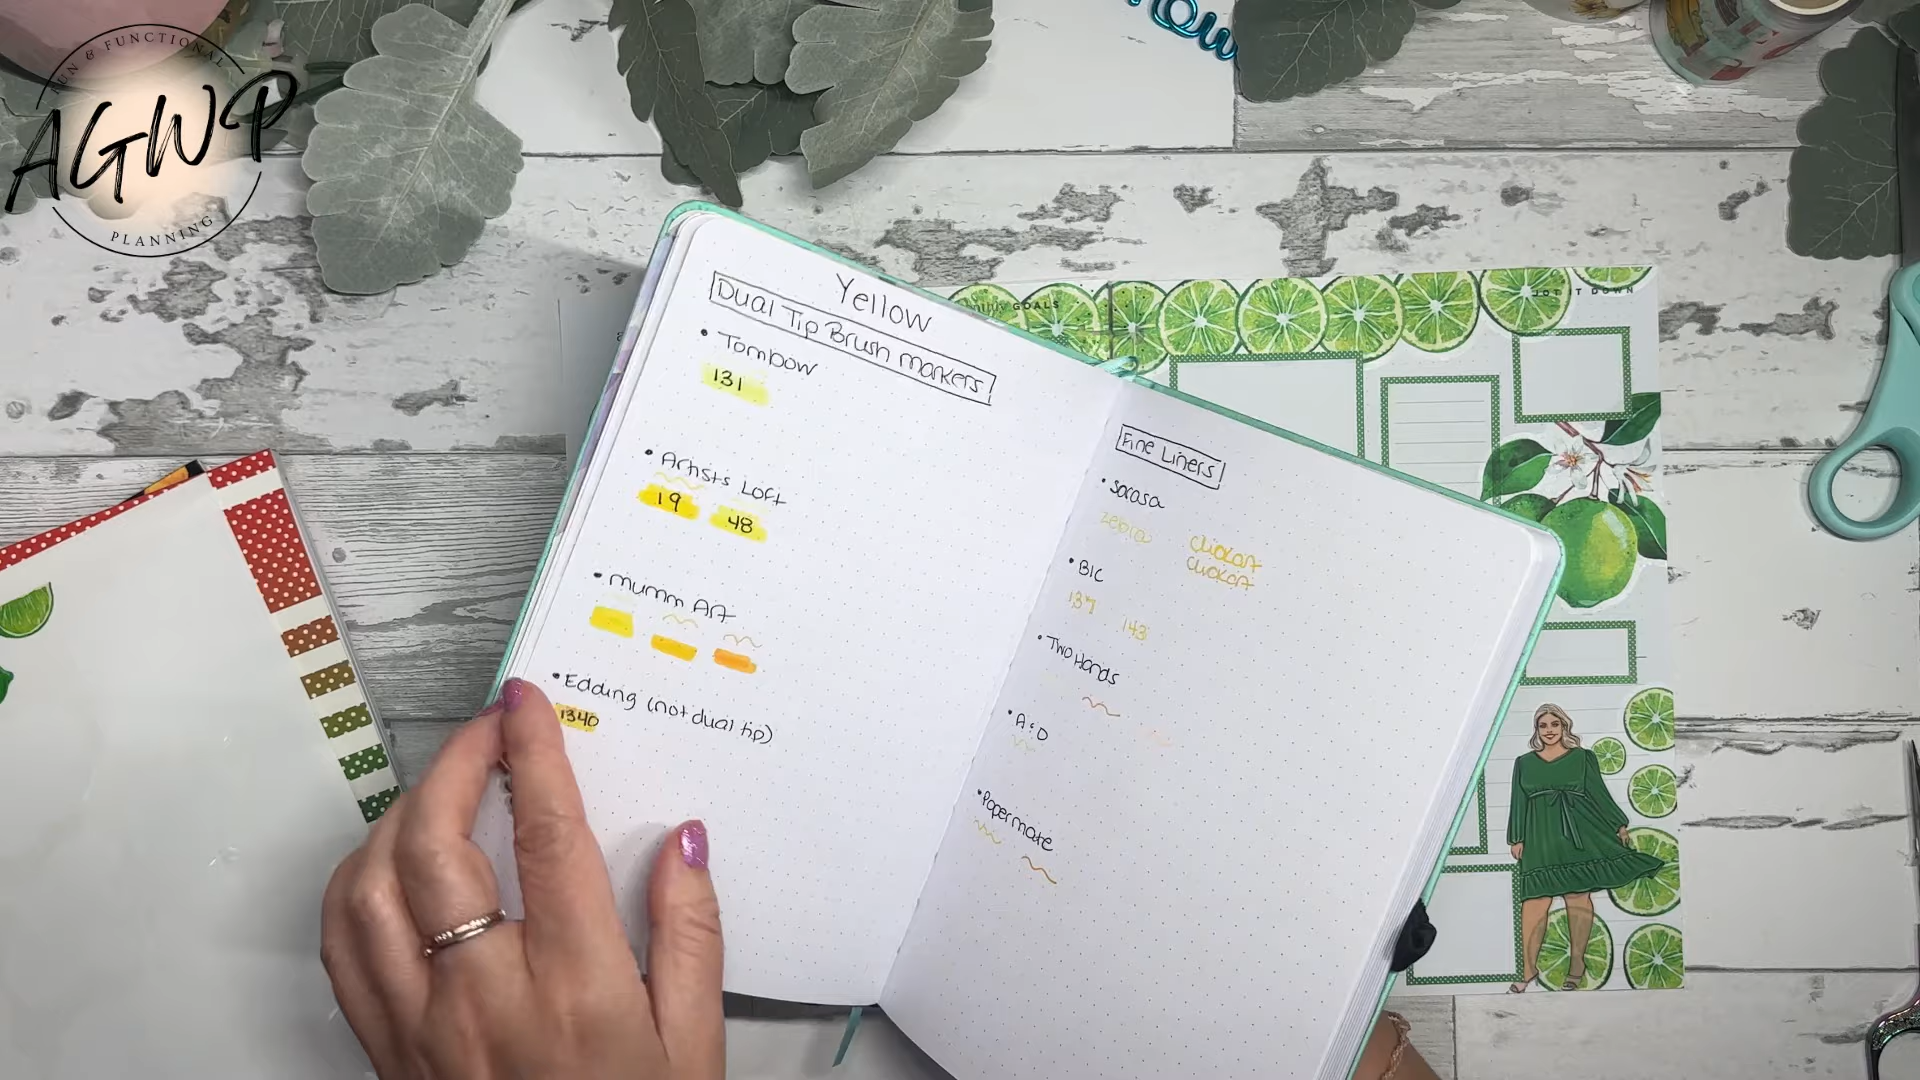 FUN & FUNCTIONAL
AGWP
PLANNING
Yellow
Dual Tip Brush Markers
• Tombow
131
• Artists Loft
19 48
• Mumm Art
• Edding (not dual tip)
1340
Fine Liners
• Sarasa
zebra clickart
clickart
• BIC
137 143
• Two Hands
• A&D
• Papermate
GOALS
JOT IT DOWN